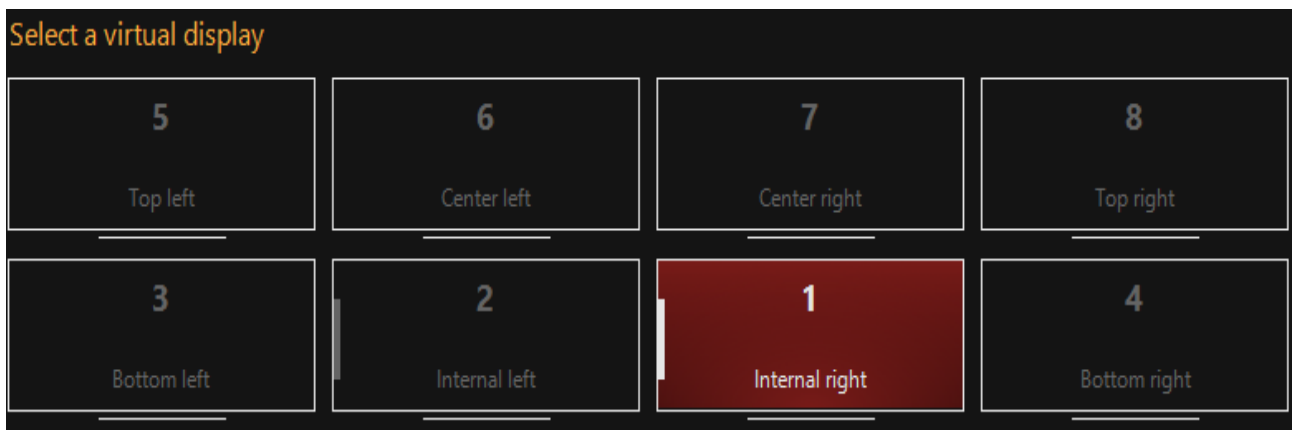 Select a virtual display
5 6 7 8
Top left Center left Center right Top right
3 2 1 4
Bottom left Internal left Internal right Bottom right